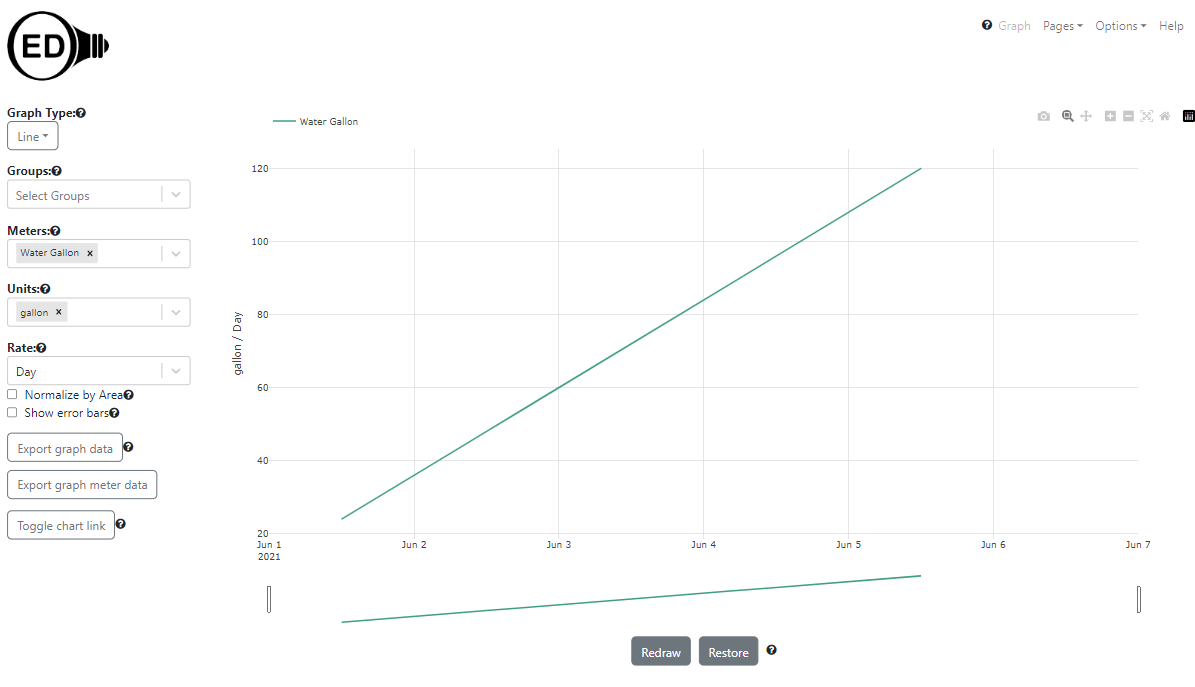 ED
Graph Pages Options Help
Graph Type:
Line
Groups:
Select Groups
Meters:
Water Gallon ×
Units:
gallon ×
Rate:
Day
Normalize by Area
Show error bars
Export graph data
Export graph meter data
Toggle chart link
Water Gallon
gallon / Day
120
100
80
60
40
20
Jun 1 Jun 2 Jun 3 Jun 4 Jun 5 Jun 6 Jun 7
2021
Redraw Restore